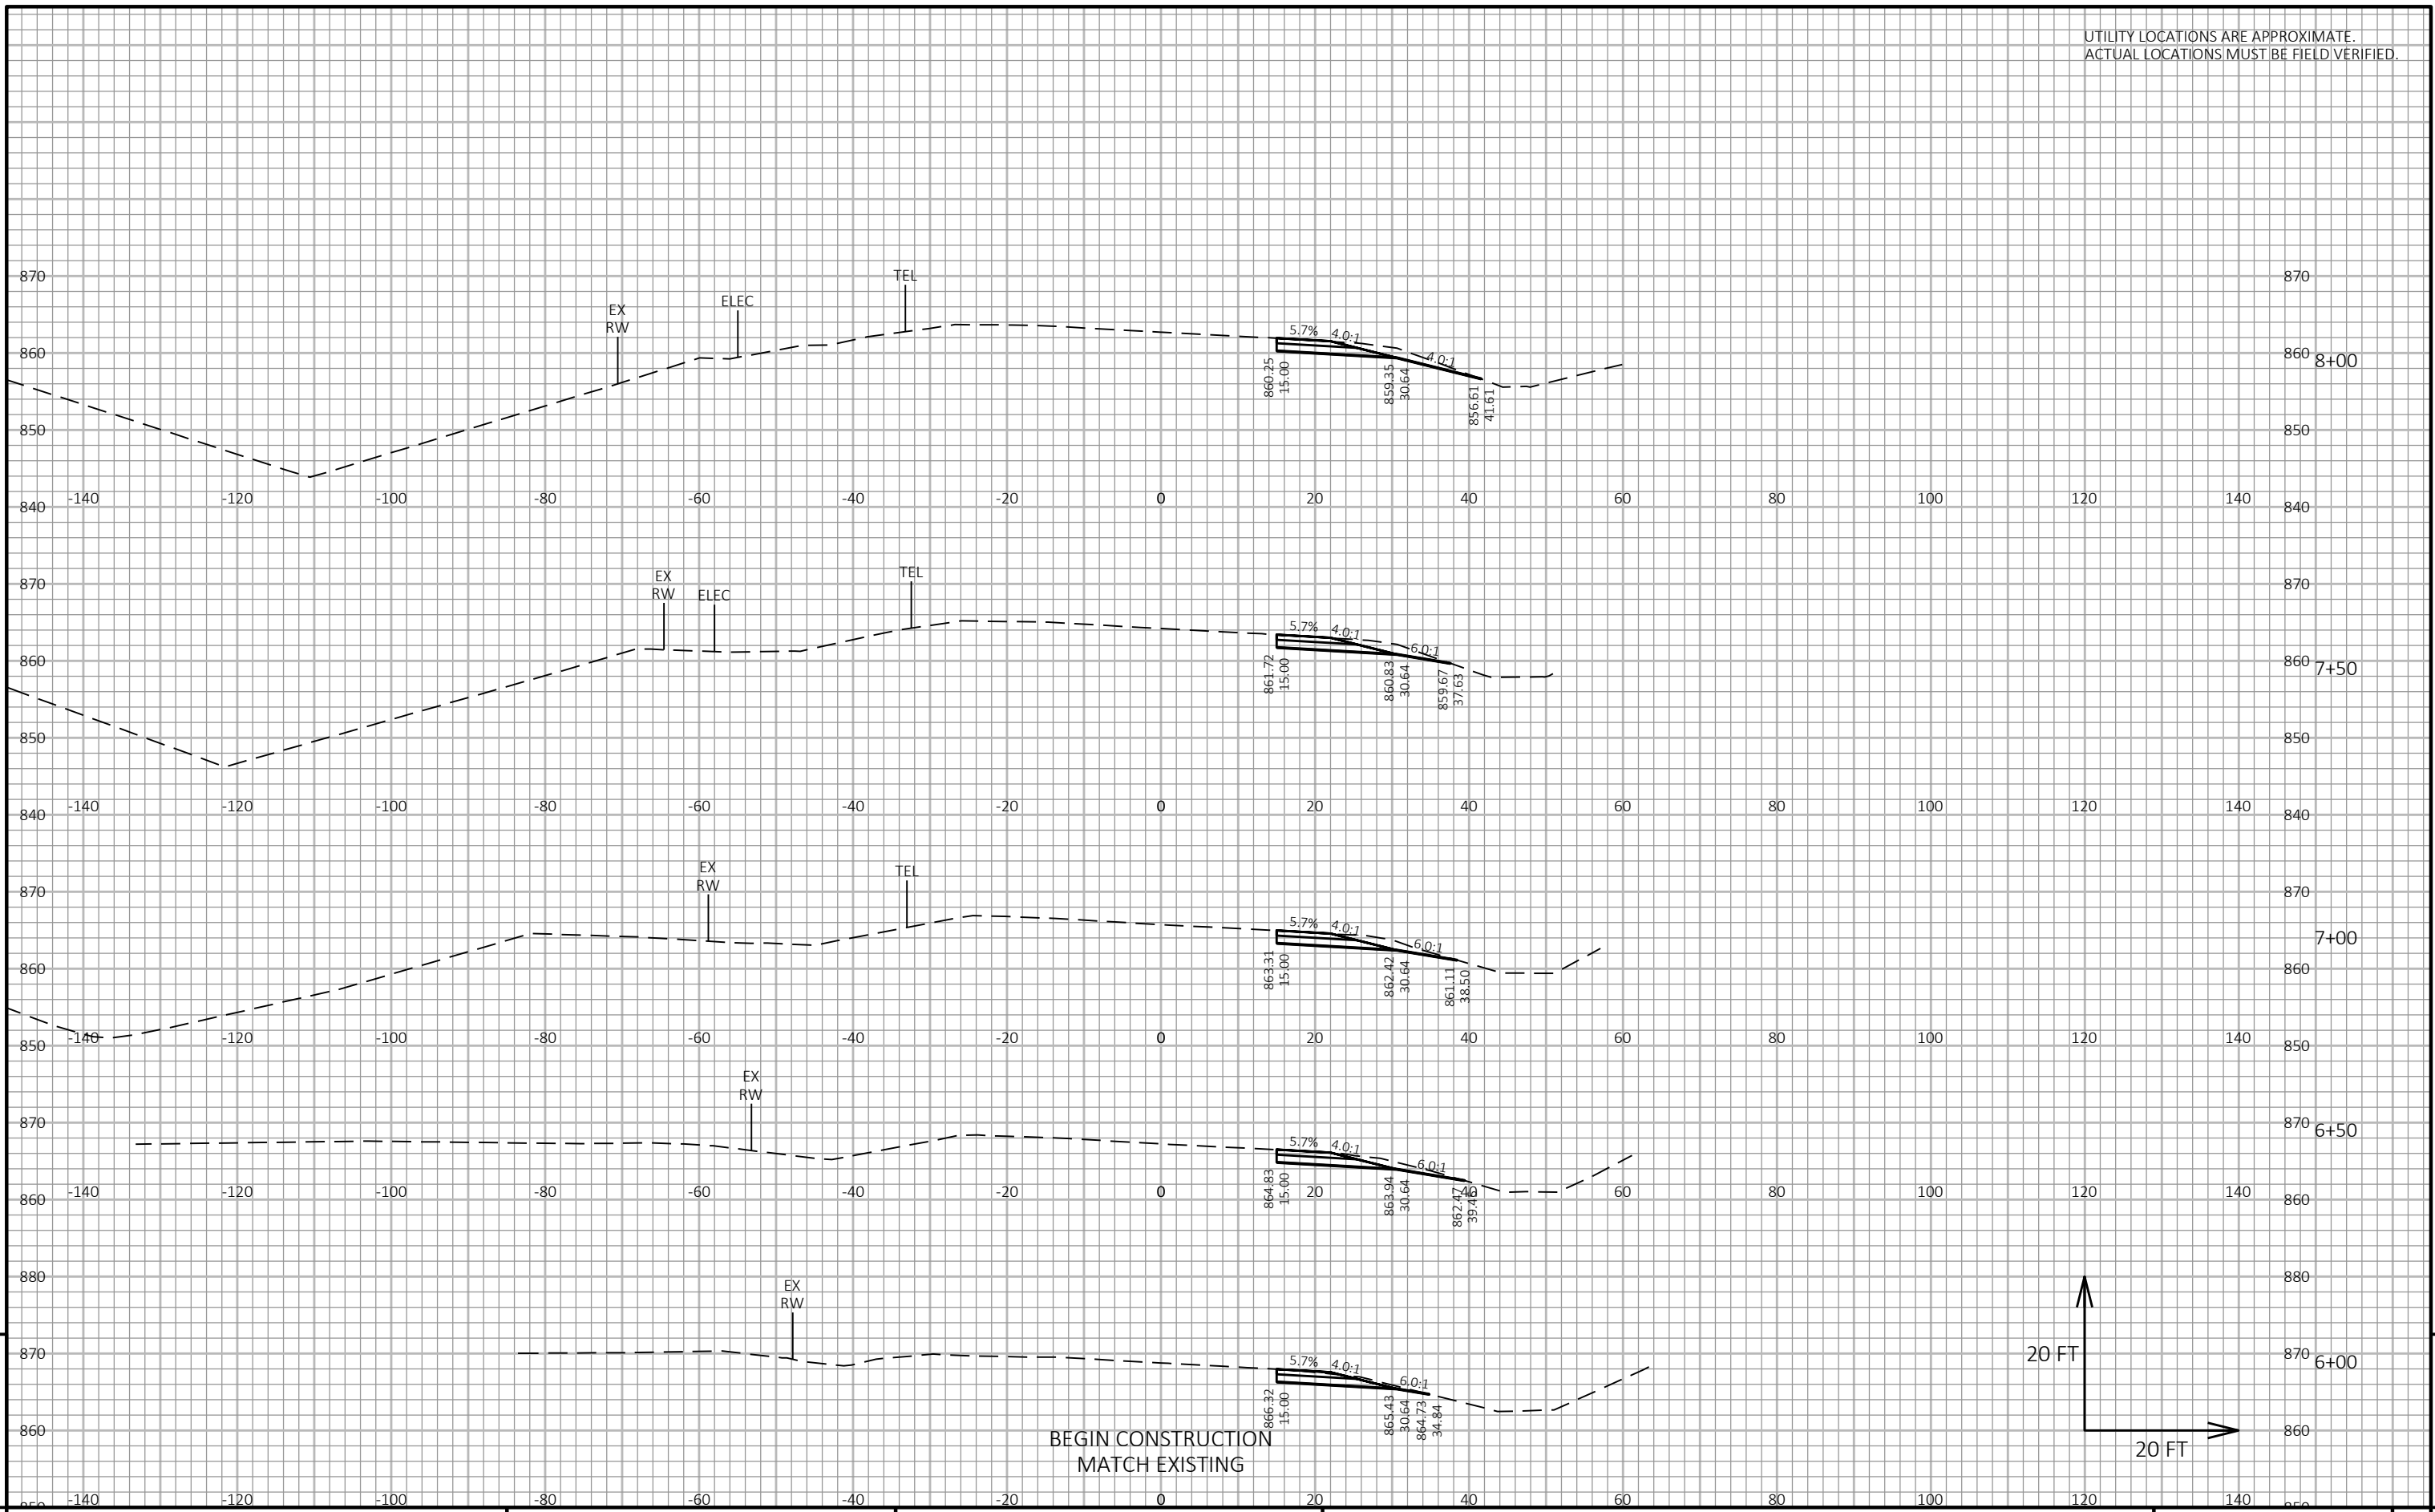 UTILITY LOCATIONS ARE APPROXIMATE.
ACTUAL LOCATIONS MUST BE FIELD VERIFIED.
870 870
TEL
ELEC
EX
RW
5.7% 4.0:1
4.0:1
860 860
8+00
860.25
15.00
859.35
30.64
856.61
41.61
850 850
-140 -120 -100 -80 -60 -40 -20 0 20 40 60 80 100 120 140
840 840
870 870
TEL
EX
RW
ELEC
5.7% 4.0:1
6.0:1
860 860
7+50
861.72
15.00
860.83
30.64
859.67
37.63
850 850
-140 -120 -100 -80 -60 -40 -20 0 20 40 60 80 100 120 140
840 840
870 870
TEL
EX
RW
5.7% 4.0:1
6.0:1
7+00
860 860
863.31
15.00
862.42
30.64
861.11
38.50
-140 -120 -100 -80 -60 -40 -20 0 20 40 60 80 100 120 140
850 850
EX
RW
870 870
6+50
5.7% 4.0:1
6.0:1
864.83
15.00
863.94
30.64
862.47
39.45
-140 -120 -100 -80 -60 -40 -20 0 20 40 60 80 100 120 140
860 860
880 880
EX
RW
870 870
6+00
5.7% 4.0:1
6.0:1
866.32
15.00
865.43
30.64
864.73
34.84
860 860
20 FT
20 FT
BEGIN CONSTRUCTION
MATCH EXISTING
-140 -120 -100 -80 -60 -40 -20 0 20 40 60 80 100 120 140
850 850